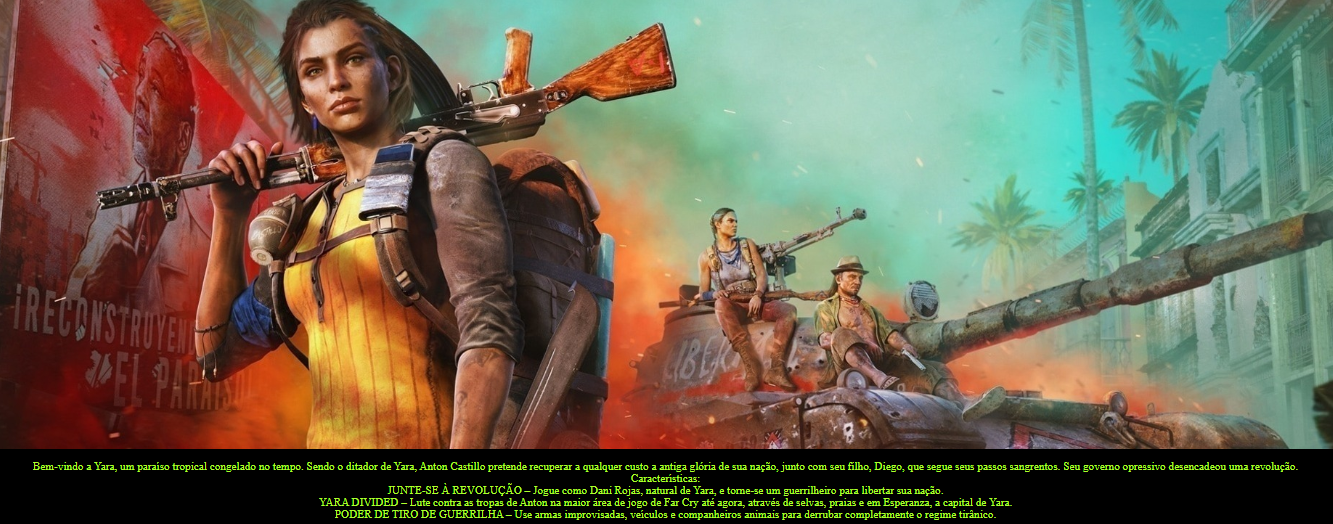 ¡RECONSTRUYEN
EL PARAÍSO
LIBER
Bem-vindo a Yara, um paraíso tropical congelado no tempo. Sendo o ditador de Yara, Anton Castillo pretende recuperar a qualquer custo a antiga glória de sua nação, junto com seu filho, Diego, que segue seus passos sangrentos. Seu governo opressivo desencadeou uma revolução.
Características:
JUNTE-SE À REVOLUÇÃO – Jogue como Dani Rojas, natural de Yara, e torne-se um guerrilheiro para libertar sua nação.
YARA DIVIDED – Lute contra as tropas de Anton na maior área de jogo de Far Cry até agora, através de selvas, praias e em Esperanza, a capital de Yara.
PODER DE TIRO DE GUERRILHA – Use armas improvisadas, veículos e companheiros animais para derrubar completamente o regime tirânico.